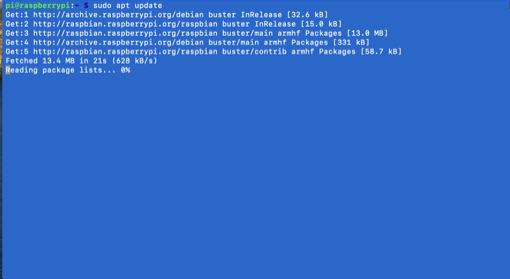 pi@raspberrypi:~ $ sudo apt update
Get:1 http://archive.raspberrypi.org/debian buster InRelease [32.6 kB]
Get:2 http://raspbian.raspberrypi.org/raspbian buster InRelease [15.0 kB]
Get:3 http://raspbian.raspberrypi.org/raspbian buster/main armhf Packages [13.0 MB]
Get:4 http://archive.raspberrypi.org/debian buster/main armhf Packages [331 kB]
Get:5 http://raspbian.raspberrypi.org/raspbian buster/contrib armhf Packages [58.7 kB]
Fetched 13.4 MB in 21s (628 kB/s)
Reading package lists... 0%